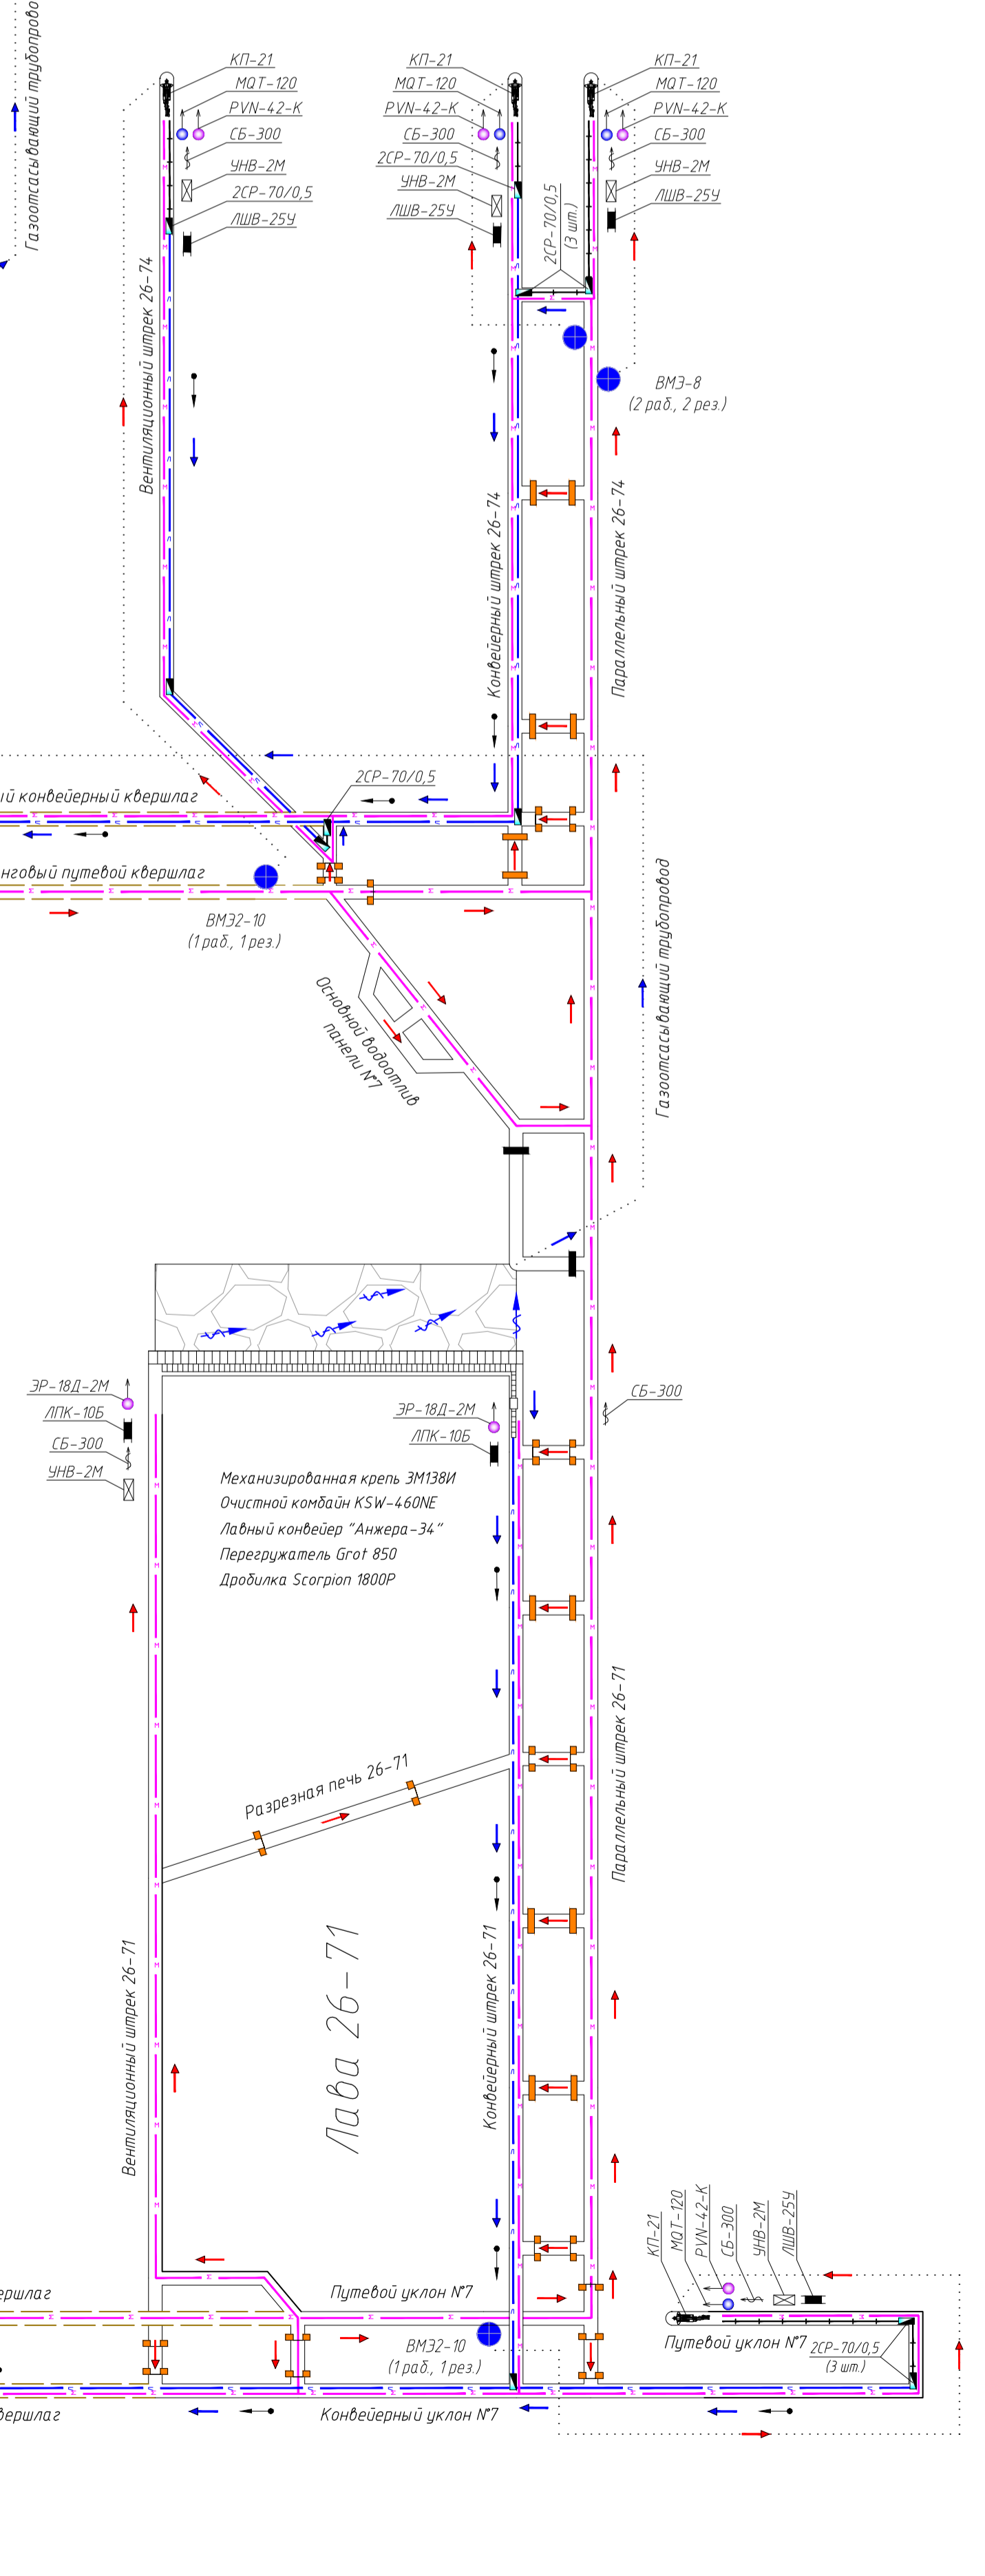 Газоотсасывающий трубопрово
КП-21
MQT-120
PVN-42-К
СБ-300
УНВ-2М
2СР-70/0,5
ЛШВ-25У
Вентиляционный штрек 26-74
КП-21
MQT-120
PVN-42-К
СБ-300
2СР-70/0,5
УНВ-2М
ЛШВ-25У
2СР-70/0,5
(3 шт.)
КП-21
MQT-120
PVN-42-К
СБ-300
УНВ-2М
ЛШВ-25У
ВМЭ-8
(2 раб., 2 рез.)
Конвейерный штрек 26-74
Параллельный штрек 26-74
2СР-70/0,5
ый конвейерный квершлаг
нговый путевой квершлаг
ВМЭ2-10
(1 раб., 1 рез.)
Основной водоотлив
панели №7
Газоотсасывающий трубопровод
ЭР-18Д-2М
ЛПК-10Б
СБ-300
УНВ-2М
ЭР-18Д-2М
ЛПК-10Б
СБ-300
Механизированная крепь 3М138И
Очистной комбайн KSW-460NE
Лавный конвейер "Анжера-34"
Перегружатель Grot 850
Дробилка Scorpion 1800P
Разрезная печь 26-71
Параллельный штрек 26-71
Вентиляционный штрек 26-71
Лава 26-71
Конвейерный штрек 26-71
КП-21
MQT-120
PVN-42-К
СБ-300
УНВ-2М
ЛШВ-25У
ершлаг
Путевой уклон №7
ВМЭ2-10
(1 раб., 1 рез.)
Путевой уклон №7
2СР-70/0,5
(3 шт.)
вершлаг
Конвейерный уклон №7